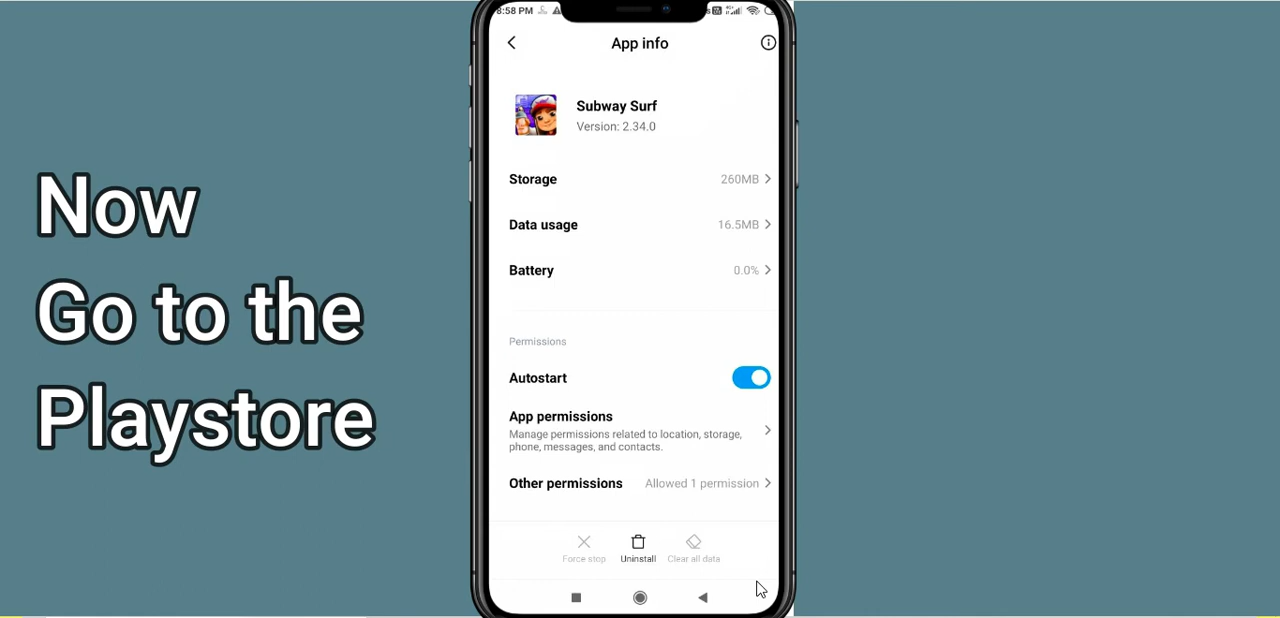 Now
Go to the
Playstore
8:58 PM
App info
Subway Surf
Version: 2.34.0
Storage 260MB
Data usage 16.5MB
Battery 0.0%
Permissions
Autostart
App permissions
Manage permissions related to location, storage,
phone, messages, and contacts.
Other permissions Allowed 1 permission
Force stop Uninstall Clear all data